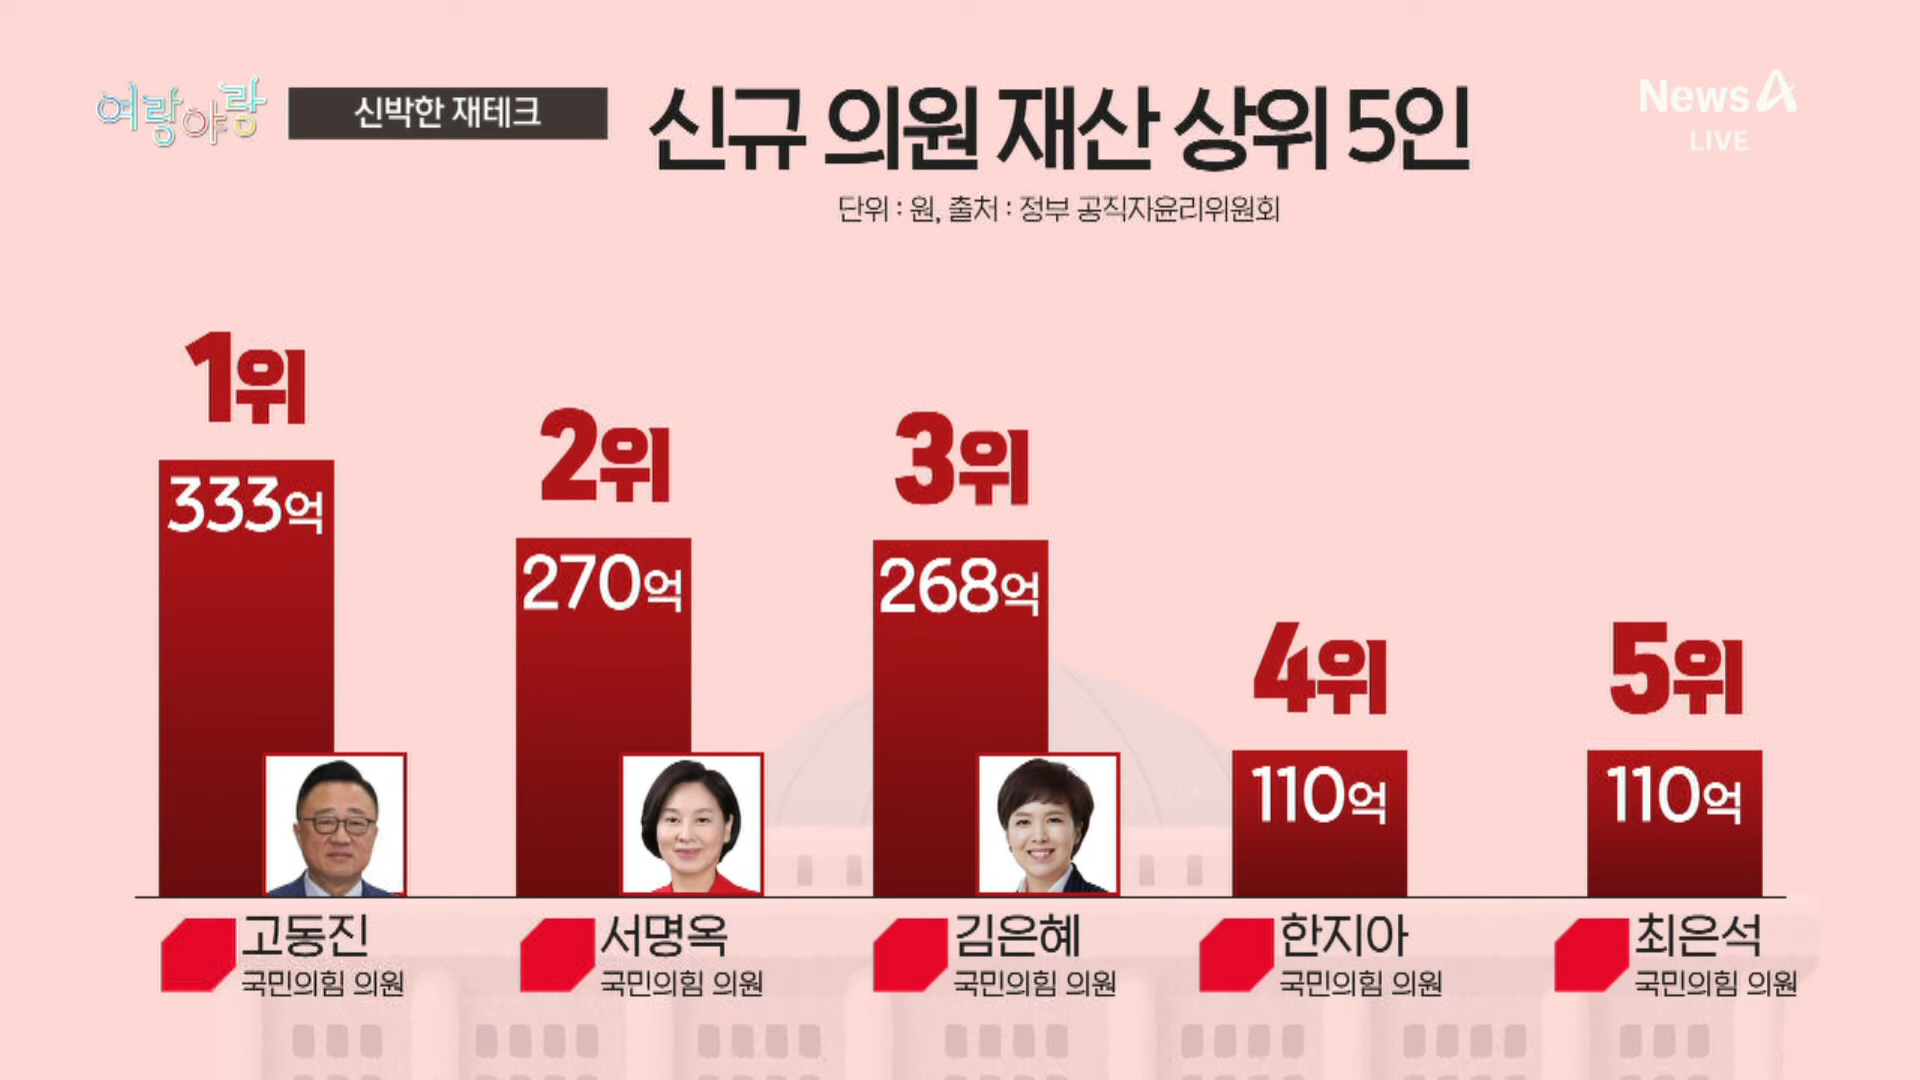 여랑야랑
신박한 재테크
신규 의원 재산 상위 5인
News A
LIVE
단위 : 원, 출처 : 정부 공직자윤리위원회
1위
2위
3위
4위
5위
333억
270억
268억
110억
110억
고동진
국민의힘 의원
서명옥
국민의힘 의원
김은혜
국민의힘 의원
한지아
국민의힘 의원
최은석
국민의힘 의원